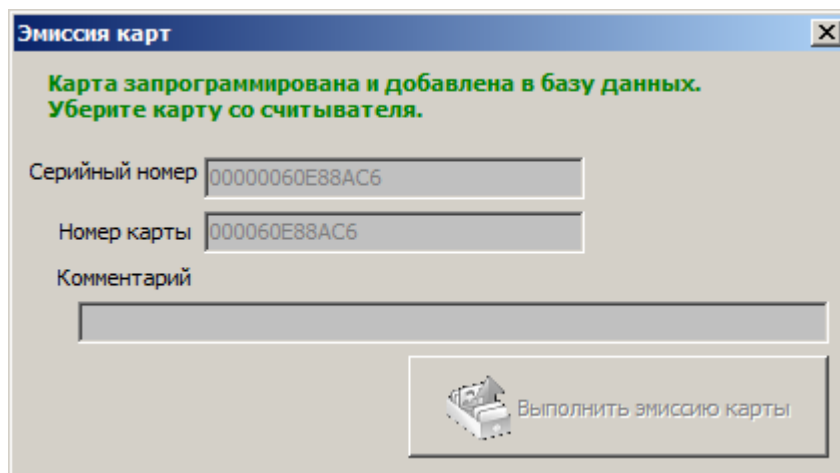 Эмиссия карт
Карта запрограммирована и добавлена в базу данных.
Уберите карту со считывателя.
Серийный номер 00000060E88AC6
Номер карты 000060E88AC6
Комментарий
Выполнить эмиссию карты